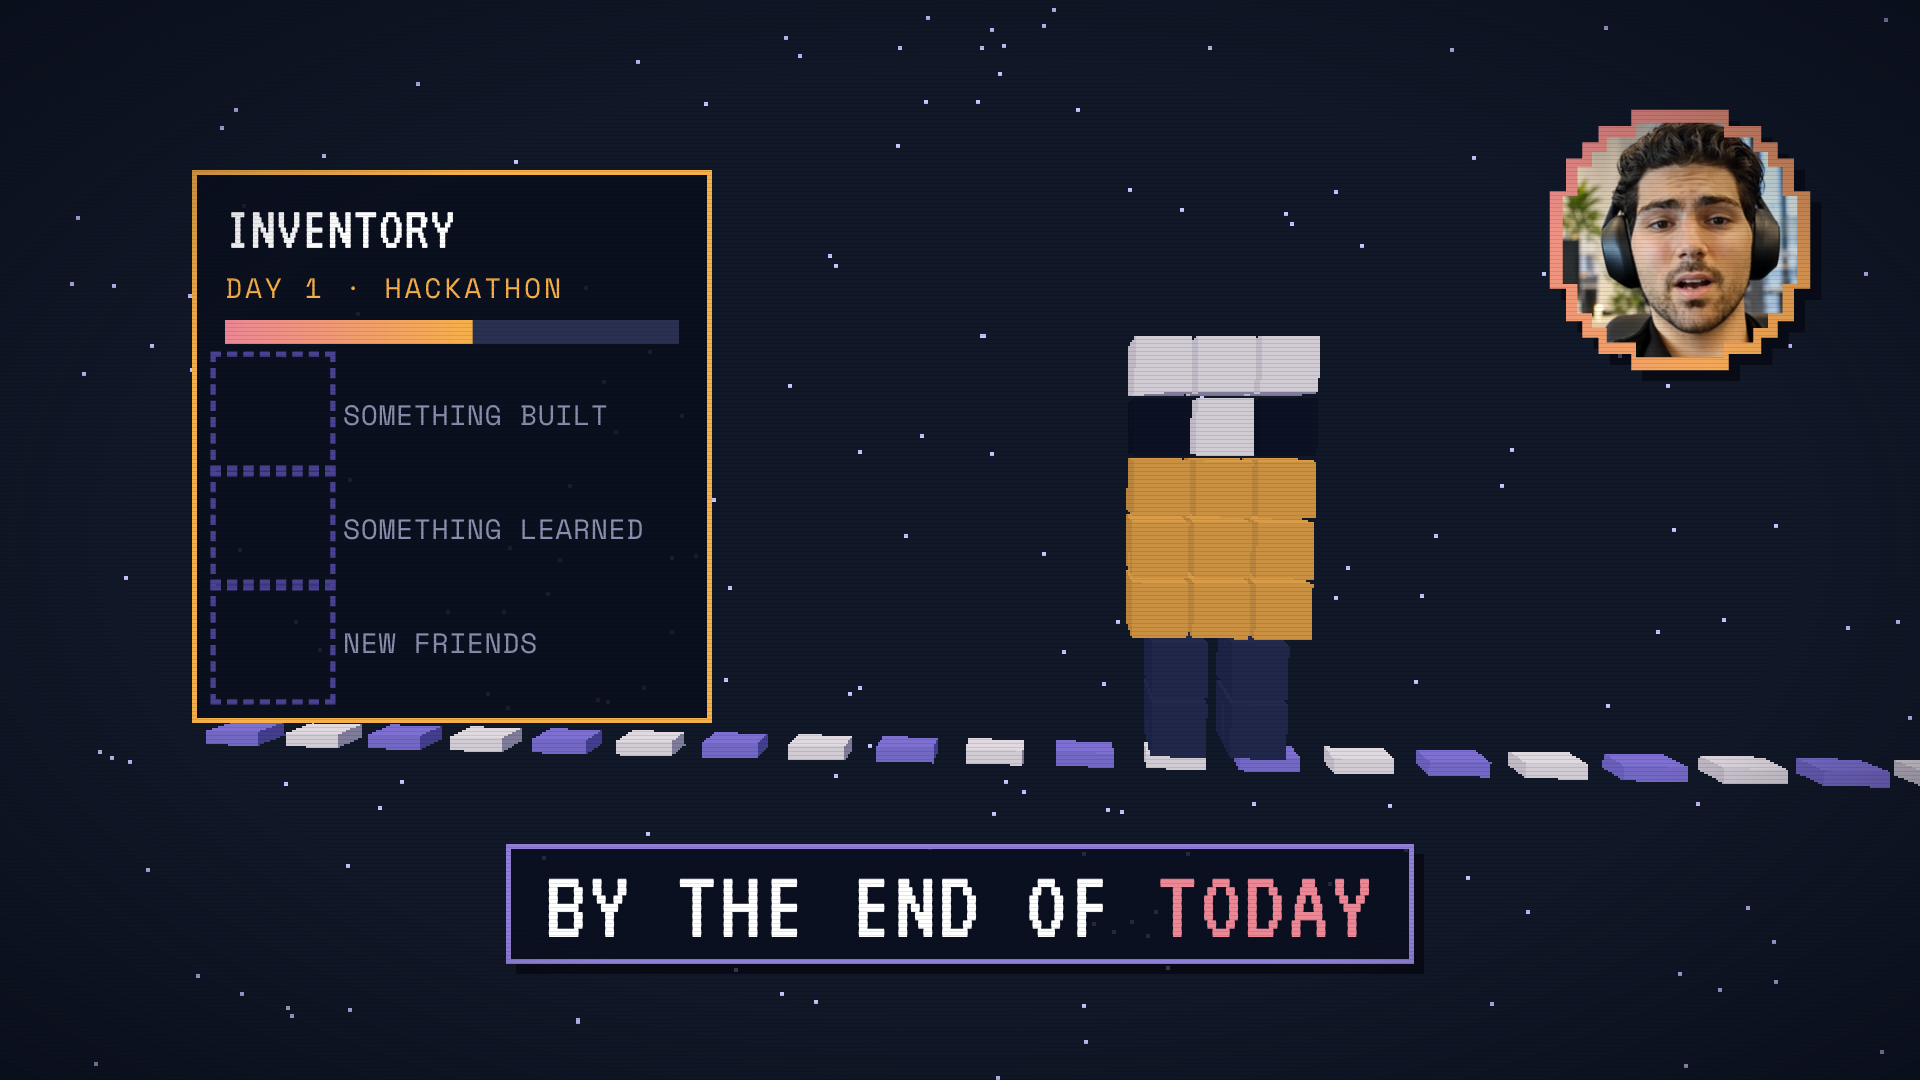 INVENTORY
DAY 1 · HACKATHON
SOMETHING BUILT
SOMETHING LEARNED
NEW FRIENDS
BY THE END OF TODAY